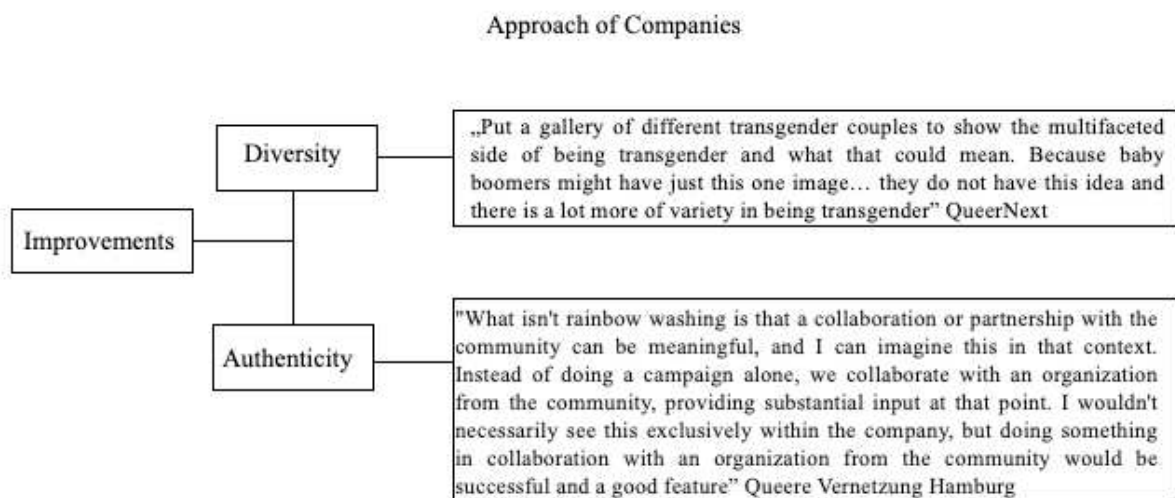 Approach of Companies
Diversity
„Put a gallery of different transgender couples to show the multifaceted
side of being transgender and what that could mean. Because baby
boomers might have just this one image… they do not have this idea and
there is a lot more of variety in being transgender” QueerNext
Improvements
Authenticity
"What isn't rainbow washing is that a collaboration or partnership with the
community can be meaningful, and I can imagine this in that context.
Instead of doing a campaign alone, we collaborate with an organization
from the community, providing substantial input at that point. I wouldn't
necessarily see this exclusively within the company, but doing something
in collaboration with an organization from the community would be
successful and a good feature” Queere Vernetzung Hamburg